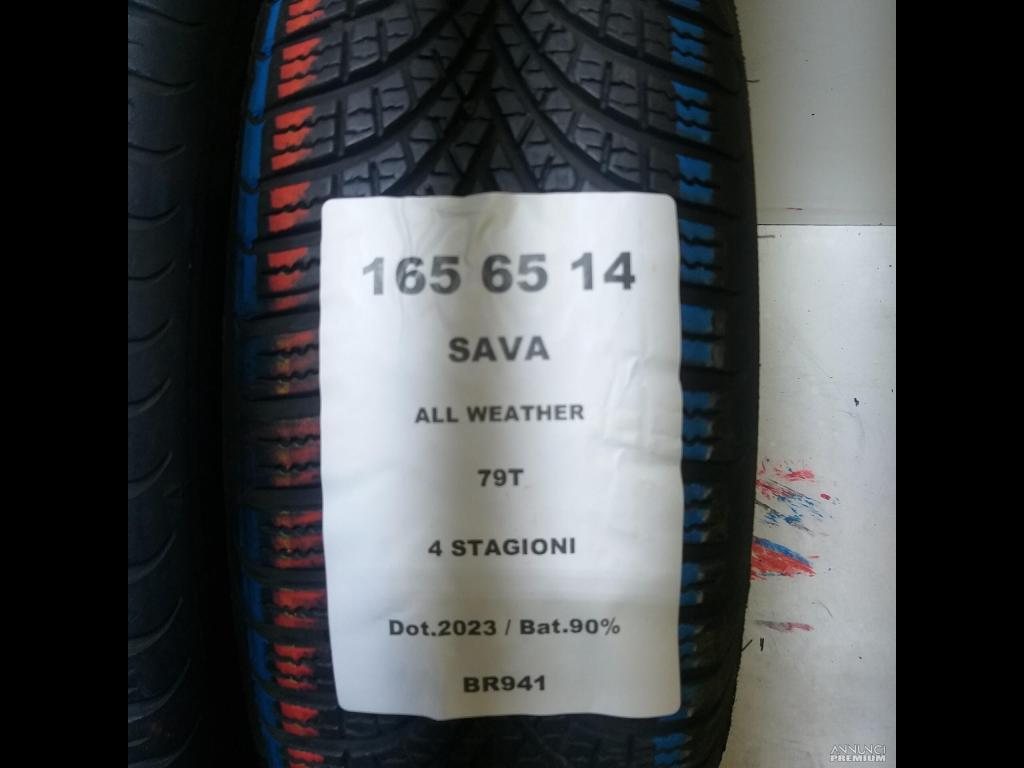 165 65 14
SAVA
ALL WEATHER
79T
4 STAGIONI
Dot.2023 / Bat.90%
BR941
ANNUNCI
PREMIUM